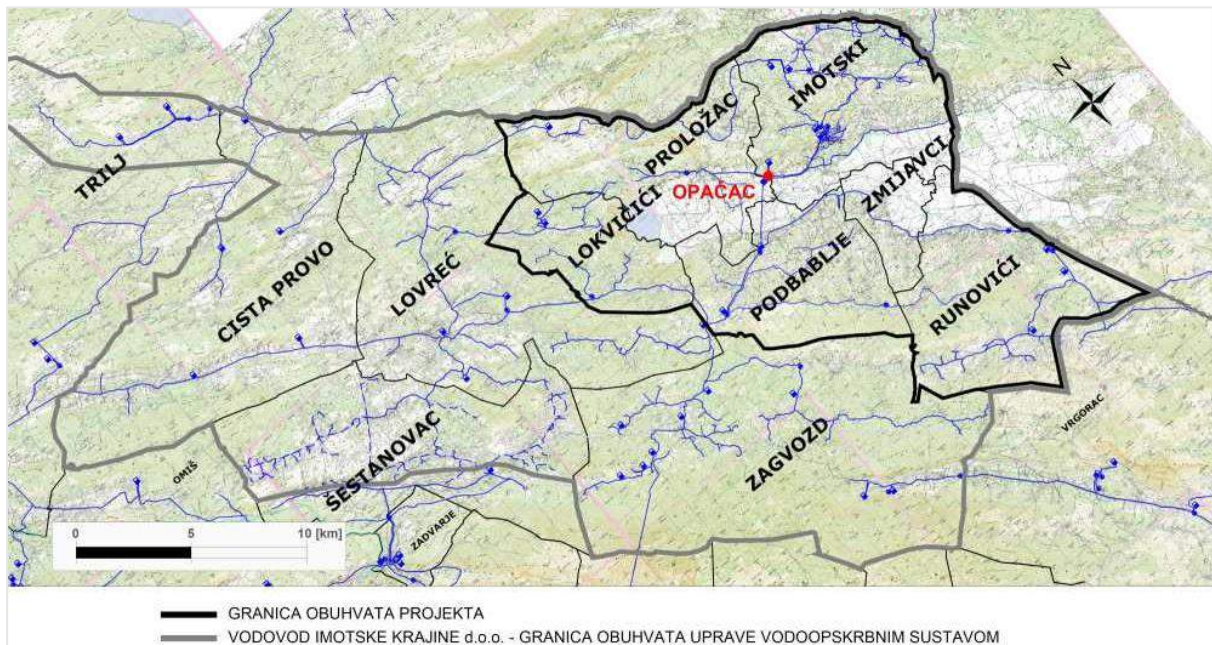 N
IMOTSKI
PROLOŽAC
TRILJ
ZMIJAVCI
OPAČAC
LOKVIČIĆI
LOVREĆ
CISTA PROVO
PODBABLJE
RUNOVIĆI
ŠESTANOVAC
ZAGVOZD
VRGORAC
OMIŠ
ZADVARJE
0 5 10 [km]
GRANICA OBUHVATA PROJEKTA
VODOVOD IMOTSKE KRAJINE d.o.o. - GRANICA OBUHVATA UPRAVE VODOOPSKRBNIM SUSTAVOM